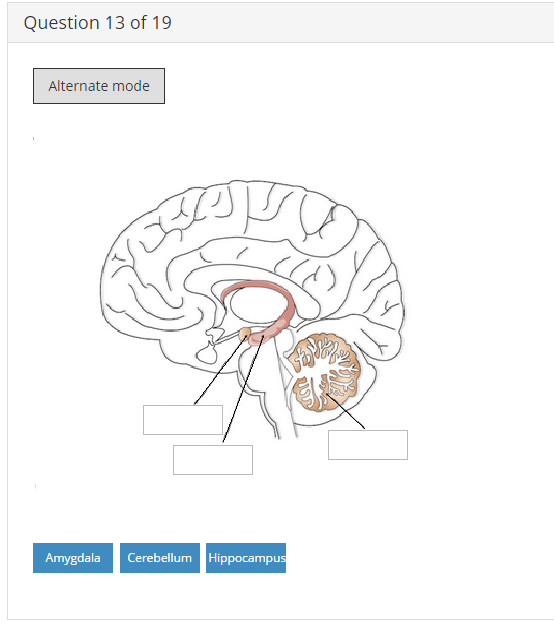 Question 13 of 19
Alternate mode
Amygdala
Cerebellum
Hippocampus